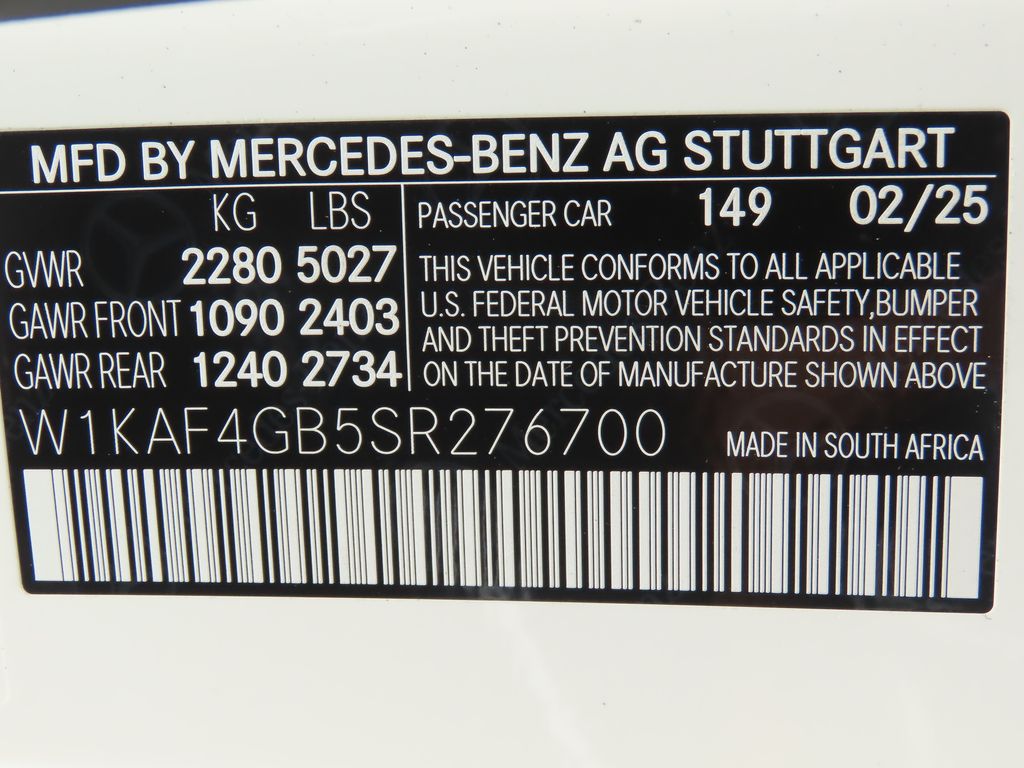 MFD BY MERCEDES-BENZ AG STUTTGART
KG LBS
GVWR 2280 5027
GAWR FRONT 1090 2403
GAWR REAR 1240 2734
PASSENGER CAR 149 02/25
THIS VEHICLE CONFORMS TO ALL APPLICABLE
U.S. FEDERAL MOTOR VEHICLE SAFETY,BUMPER
AND THEFT PREVENTION STANDARDS IN EFFECT
ON THE DATE OF MANUFACTURE SHOWN ABOVE
W1KAF4GB5SR276700
MADE IN SOUTH AFRICA